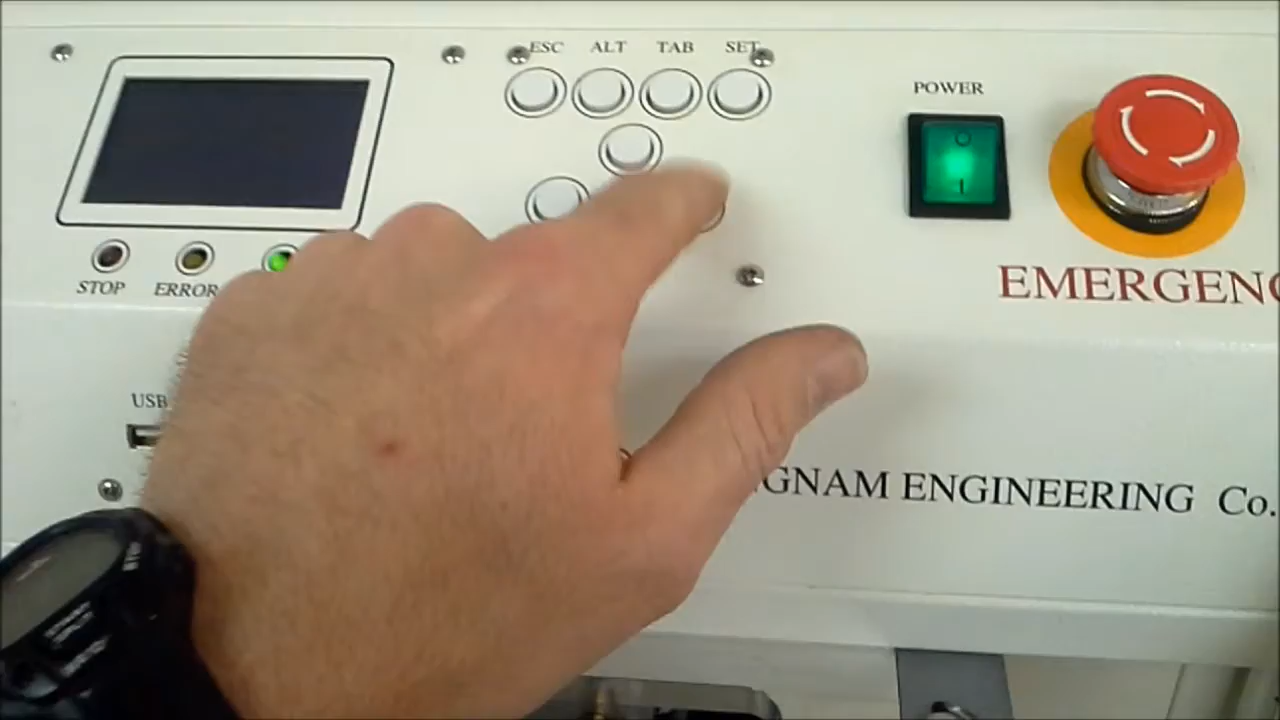 ESC ALT TAB SET
POWER
STOP ERROR
EMERGENC
USB
GNAM ENGINEERING Co.